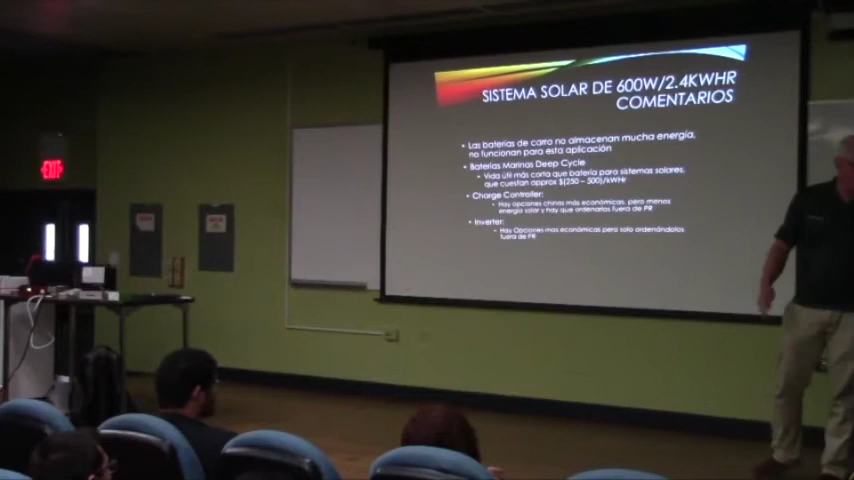 SISTEMA SOLAR DE 600W/2.4KWHR
COMENTARIOS
• Las baterías de carro no almacenan mucha energía,
no funcionan para esta aplicación
• Baterías Marinas Deep Cycle
• Vida útil más corta que batería para sistemas solares,
que cuestan approx $(250 – 500)/kWHr
• Charge Controller:
• Hay opciones chinas más económicas, pero menos
energía solar y hay que ordenarlos fuera de PR
• Inverter:
• Hay Opciones mas económicas pero solo ordenándolos
fuera de PR
EXIT